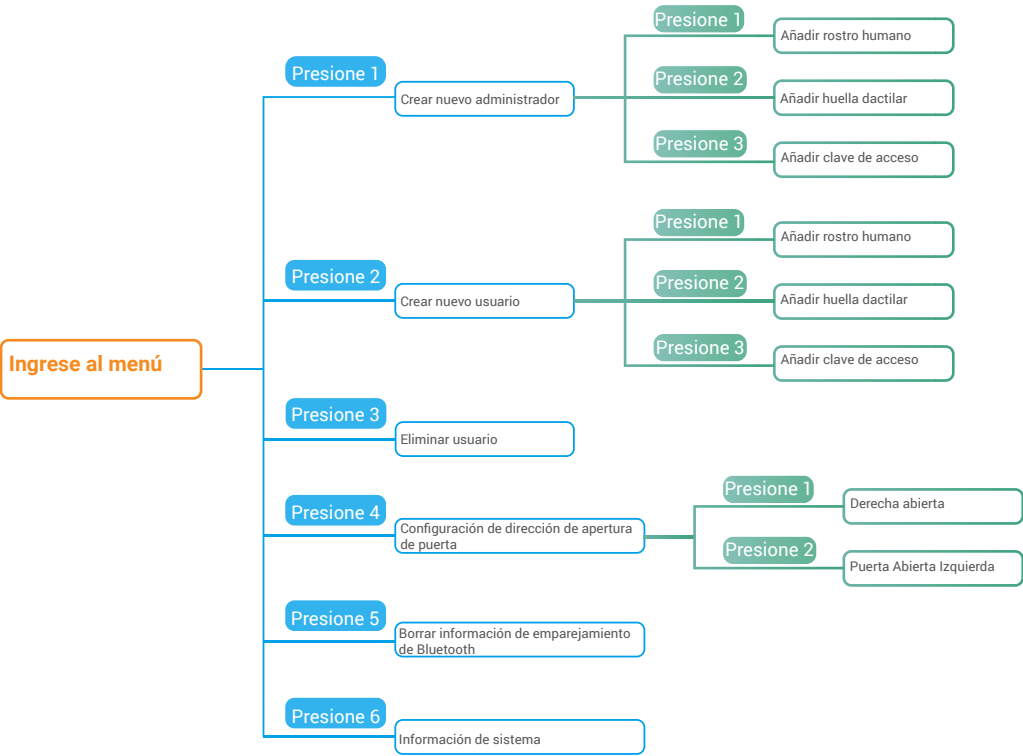 Ingrese al menú
Presione 1
Crear nuevo administrador
Presione 1
Añadir rostro humano
Presione 2
Añadir huella dactilar
Presione 3
Añadir clave de acceso
Presione 2
Crear nuevo usuario
Presione 1
Añadir rostro humano
Presione 2
Añadir huella dactilar
Presione 3
Añadir clave de acceso
Presione 3
Eliminar usuario
Presione 4
Configuración de dirección de apertura
de puerta
Presione 1
Derecha abierta
Presione 2
Puerta Abierta Izquierda
Presione 5
Borrar información de emparejamiento
de Bluetooth
Presione 6
Información de sistema